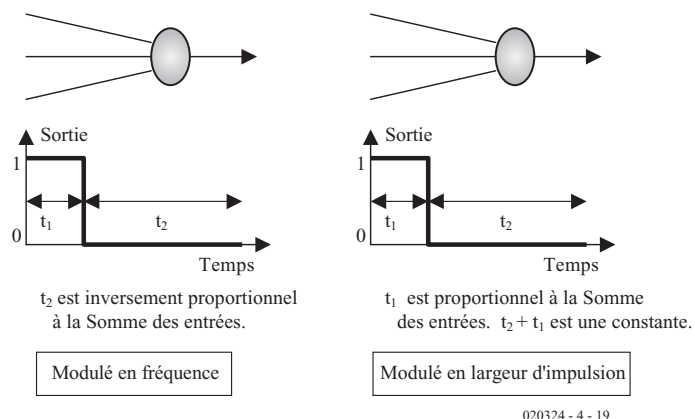 Sortie
1
t1
t2
0
Temps
t2 est inversement proportionnel
à la Somme des entrées.
Modulé en fréquence
Sortie
1
t1
t2
0
Temps
t1 est proportionnel à la Somme
des entrées. t2 + t1 est une constante.
Modulé en largeur d'impulsion
020324 - 4 - 19